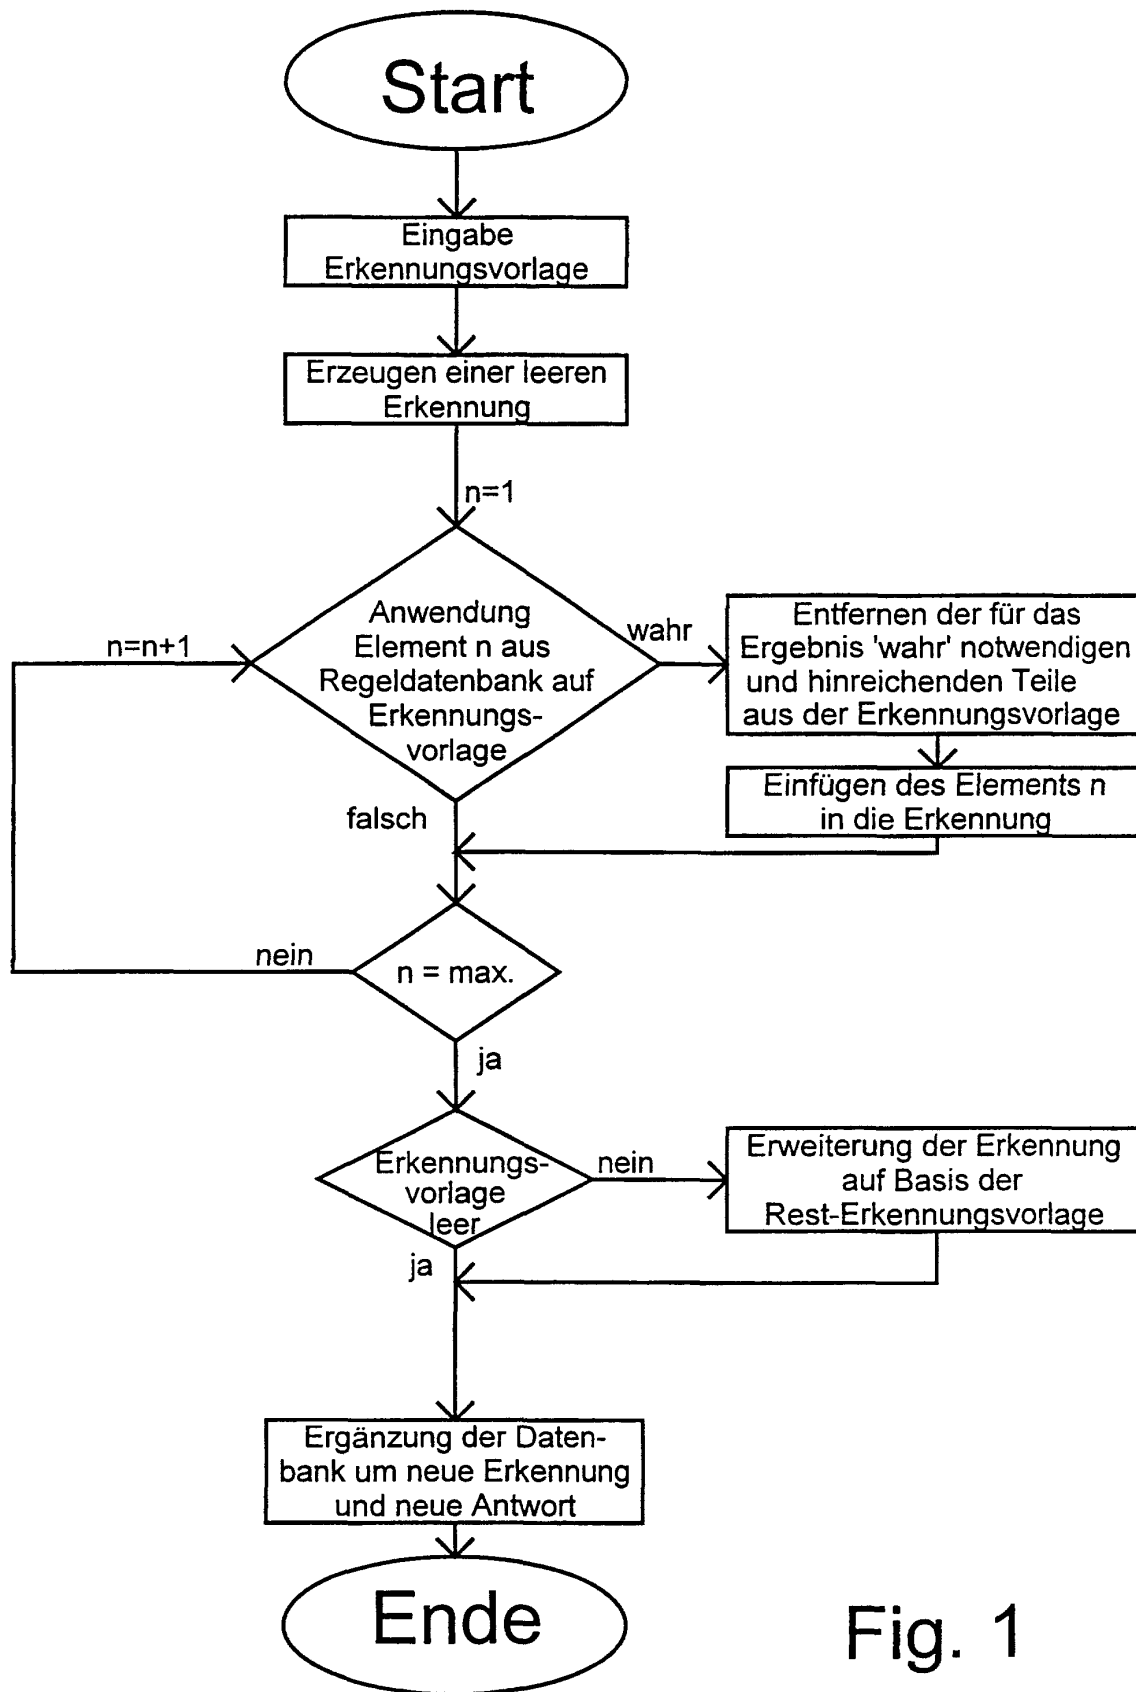 Start
Eingabe
Erkennungsvorlage
Erzeugen einer leeren
Erkennung
n=1
Anwendung
Element n aus
Regeldatenbank auf
Erkennungs-
vorlage
n=n+1
wahr
Entfernen der für das
Ergebnis 'wahr' notwendigen
und hinreichenden Teile
aus der Erkennungsvorlage
Einfügen des Elements n
in die Erkennung
falsch
nein
n = max.
ja
Erkennungs-
vorlage
leer
nein
Erweiterung der Erkennung
auf Basis der
Rest-Erkennungsvorlage
ja
Ergänzung der Daten-
bank um neue Erkennung
und neue Antwort
Ende
Fig. 1